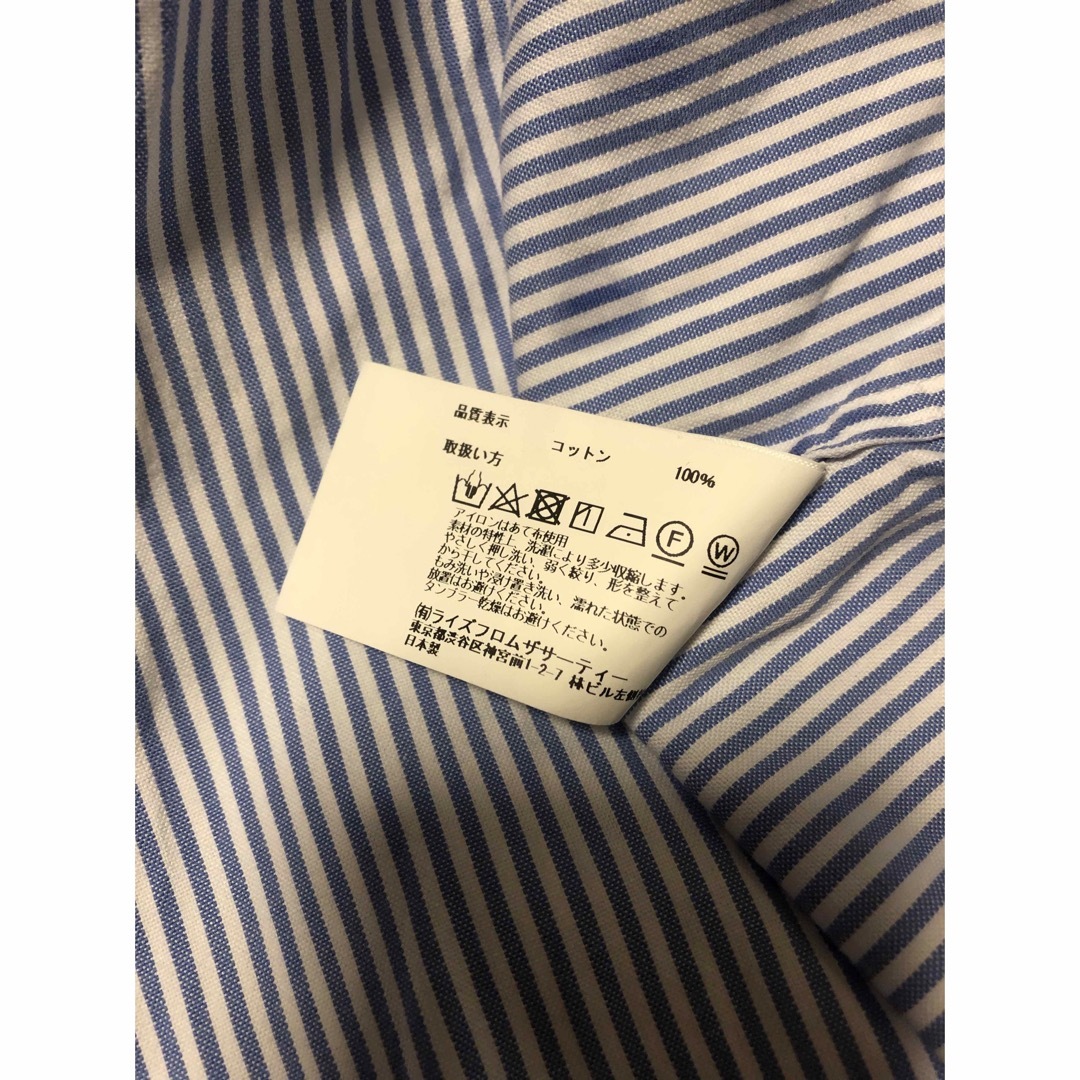 品質表示
コットン 100%
取扱い方
F W
アイロンはあて布使用
素材の特性上、洗濯により多少収縮します。
やさしく押し洗い、弱く絞り、形を整えて
から干してください。
もみ洗いや浸け置き洗い、濡れた状態での
放置はお避けください。
タンブラー乾燥はお避けください。
(有)ライズフロムザサーティー
東京都渋谷区神宮前1-2-7 林ビル左
日本製